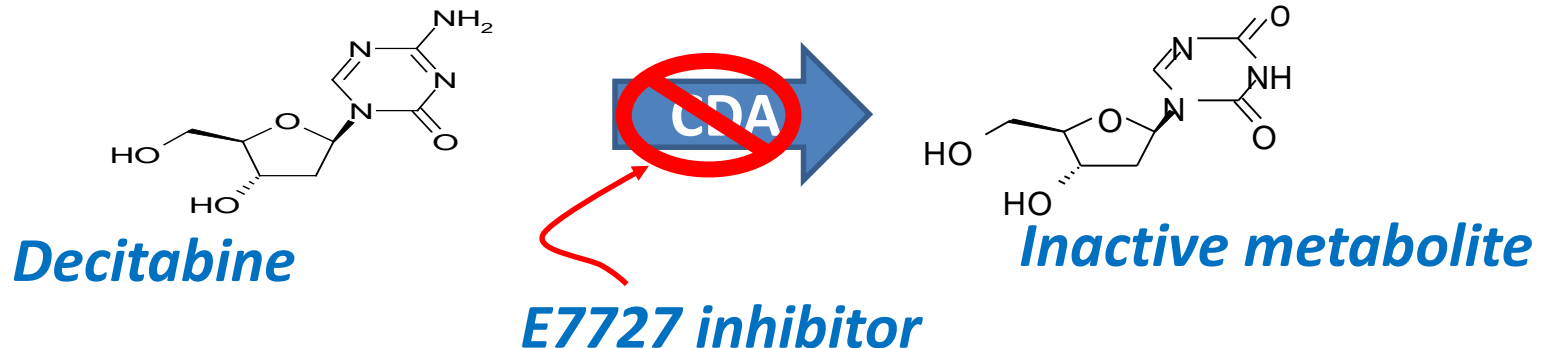 NH2
N
N
N
O
O
HO
HO
Decitabine
CDA
E7727 inhibitor
O
N
NH
N
O
O
HO
HO
Inactive metabolite